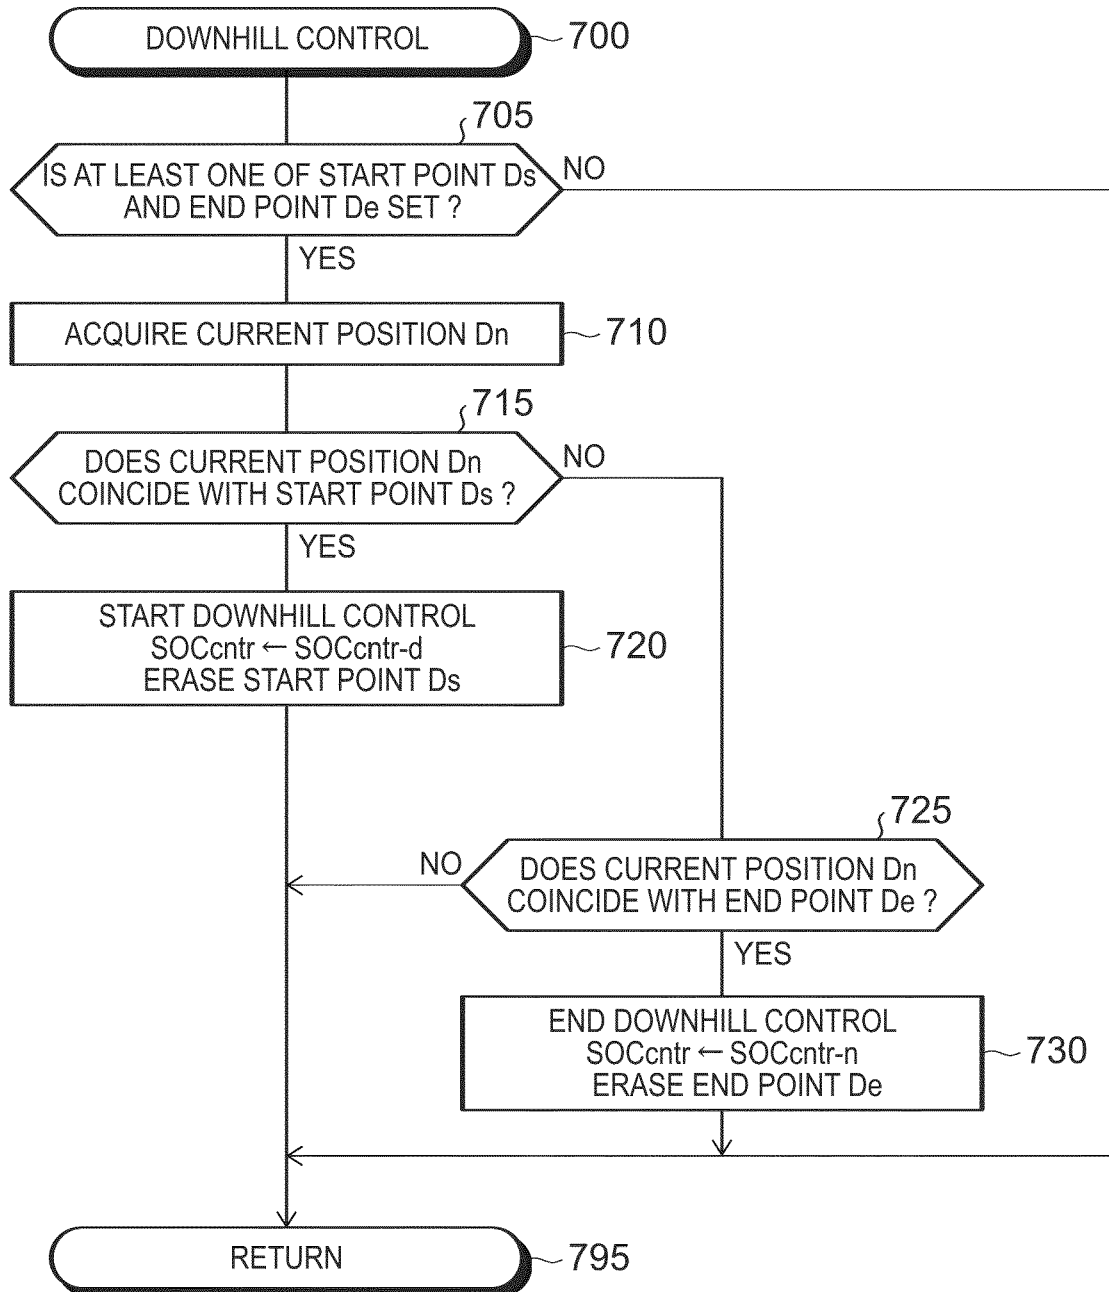 DOWNHILL CONTROL
700
705
IS AT LEAST ONE OF START POINT Ds
AND END POINT De SET ?
NO
YES
ACQUIRE CURRENT POSITION Dn
710
715
DOES CURRENT POSITION Dn
COINCIDE WITH START POINT Ds ?
NO
YES
START DOWNHILL CONTROL
SOCcntr ← SOCcntr-d
ERASE START POINT Ds
720
725
NO
DOES CURRENT POSITION Dn
COINCIDE WITH END POINT De ?
YES
END DOWNHILL CONTROL
SOCcntr ← SOCcntr-n
ERASE END POINT De
730
RETURN
795